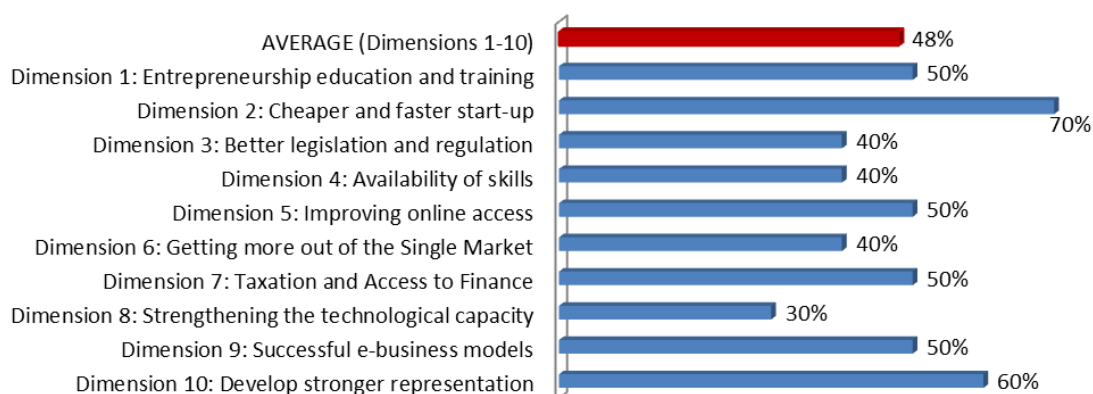 AVERAGE (Dimensions 1-10) 48%
Dimension 1: Entrepreneurship education and training 50%
Dimension 2: Cheaper and faster start-up 70%
Dimension 3: Better legislation and regulation 40%
Dimension 4: Availability of skills 40%
Dimension 5: Improving online access 50%
Dimension 6: Getting more out of the Single Market 40%
Dimension 7: Taxation and Access to Finance 50%
Dimension 8: Strengthening the technological capacity 30%
Dimension 9: Successful e-business models 50%
Dimension 10: Develop stronger representation 60%